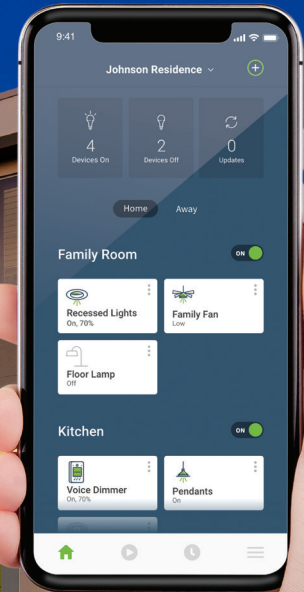 9:41
Johnson Residence
4
Devices On
2
Devices Off
0
Updates
Home
Away
Family Room
ON
Recessed Lights
On, 70%
Family Fan
Low
Floor Lamp
Off
Kitchen
ON
Voice Dimmer
On, 70%
Pendants
On